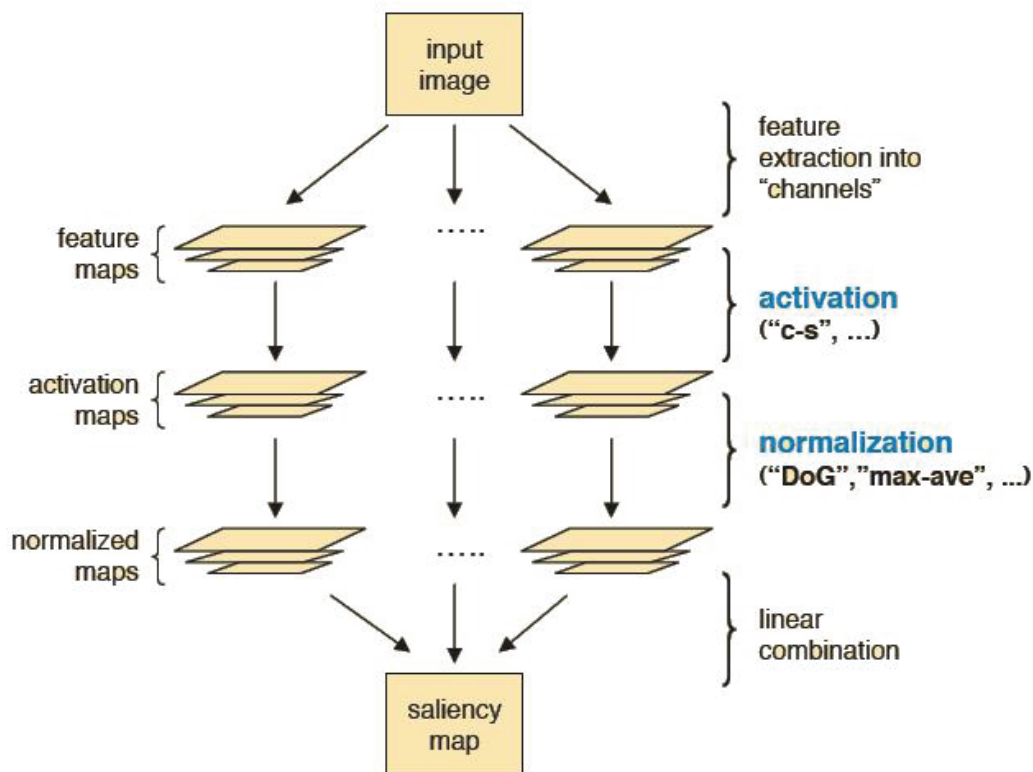 input
image
feature
extraction into
“channels”
feature
maps
.....
activation
(“c-s”, ...)
activation
maps
.....
normalization
(“DoG”,”max-ave”, ...)
normalized
maps
.....
linear
combination
saliency
map